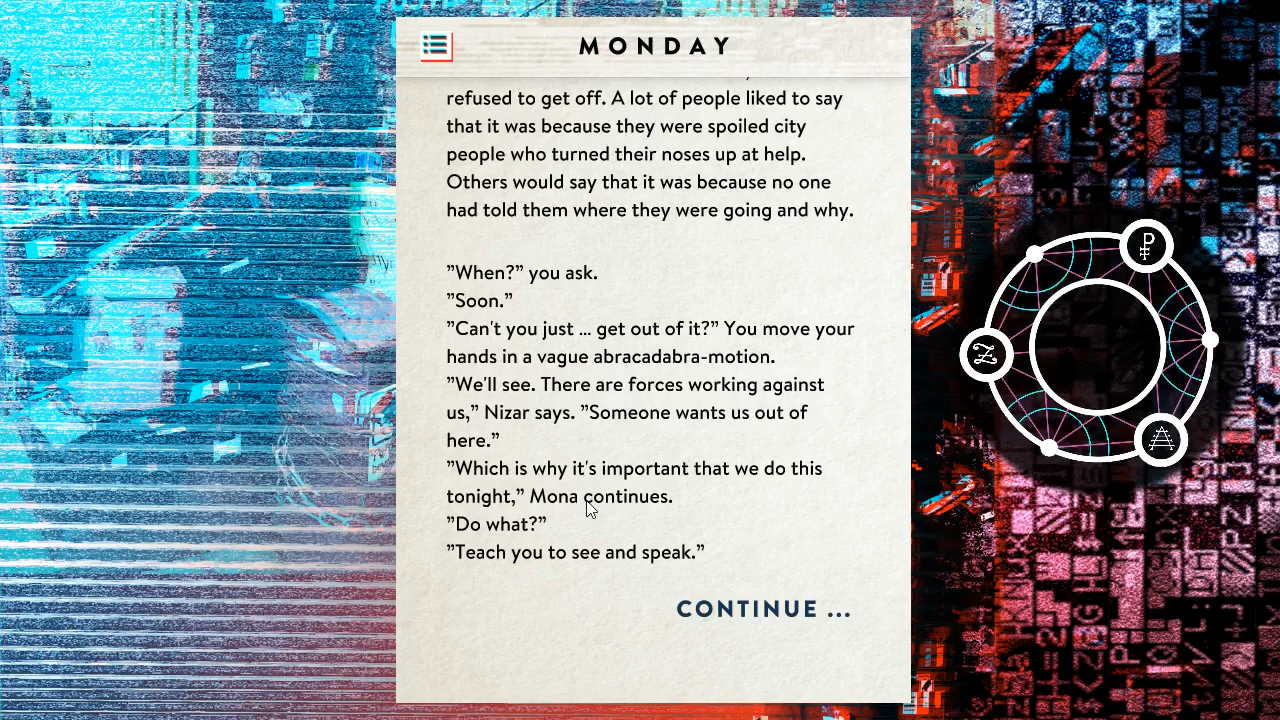 MONDAY
refused to get off. A lot of people liked to say
that it was because they were spoiled city
people who turned their noses up at help.
Others would say that it was because no one
had told them where they were going and why.
”When?” you ask.
”Soon.”
”Can't you just ... get out of it?” You move your
hands in a vague abracadabra-motion.
”We'll see. There are forces working against
us,” Nizar says. ”Someone wants us out of
here.”
”Which is why it's important that we do this
tonight,” Mona continues.
”Do what?”
”Teach you to see and speak.”
CONTINUE ...